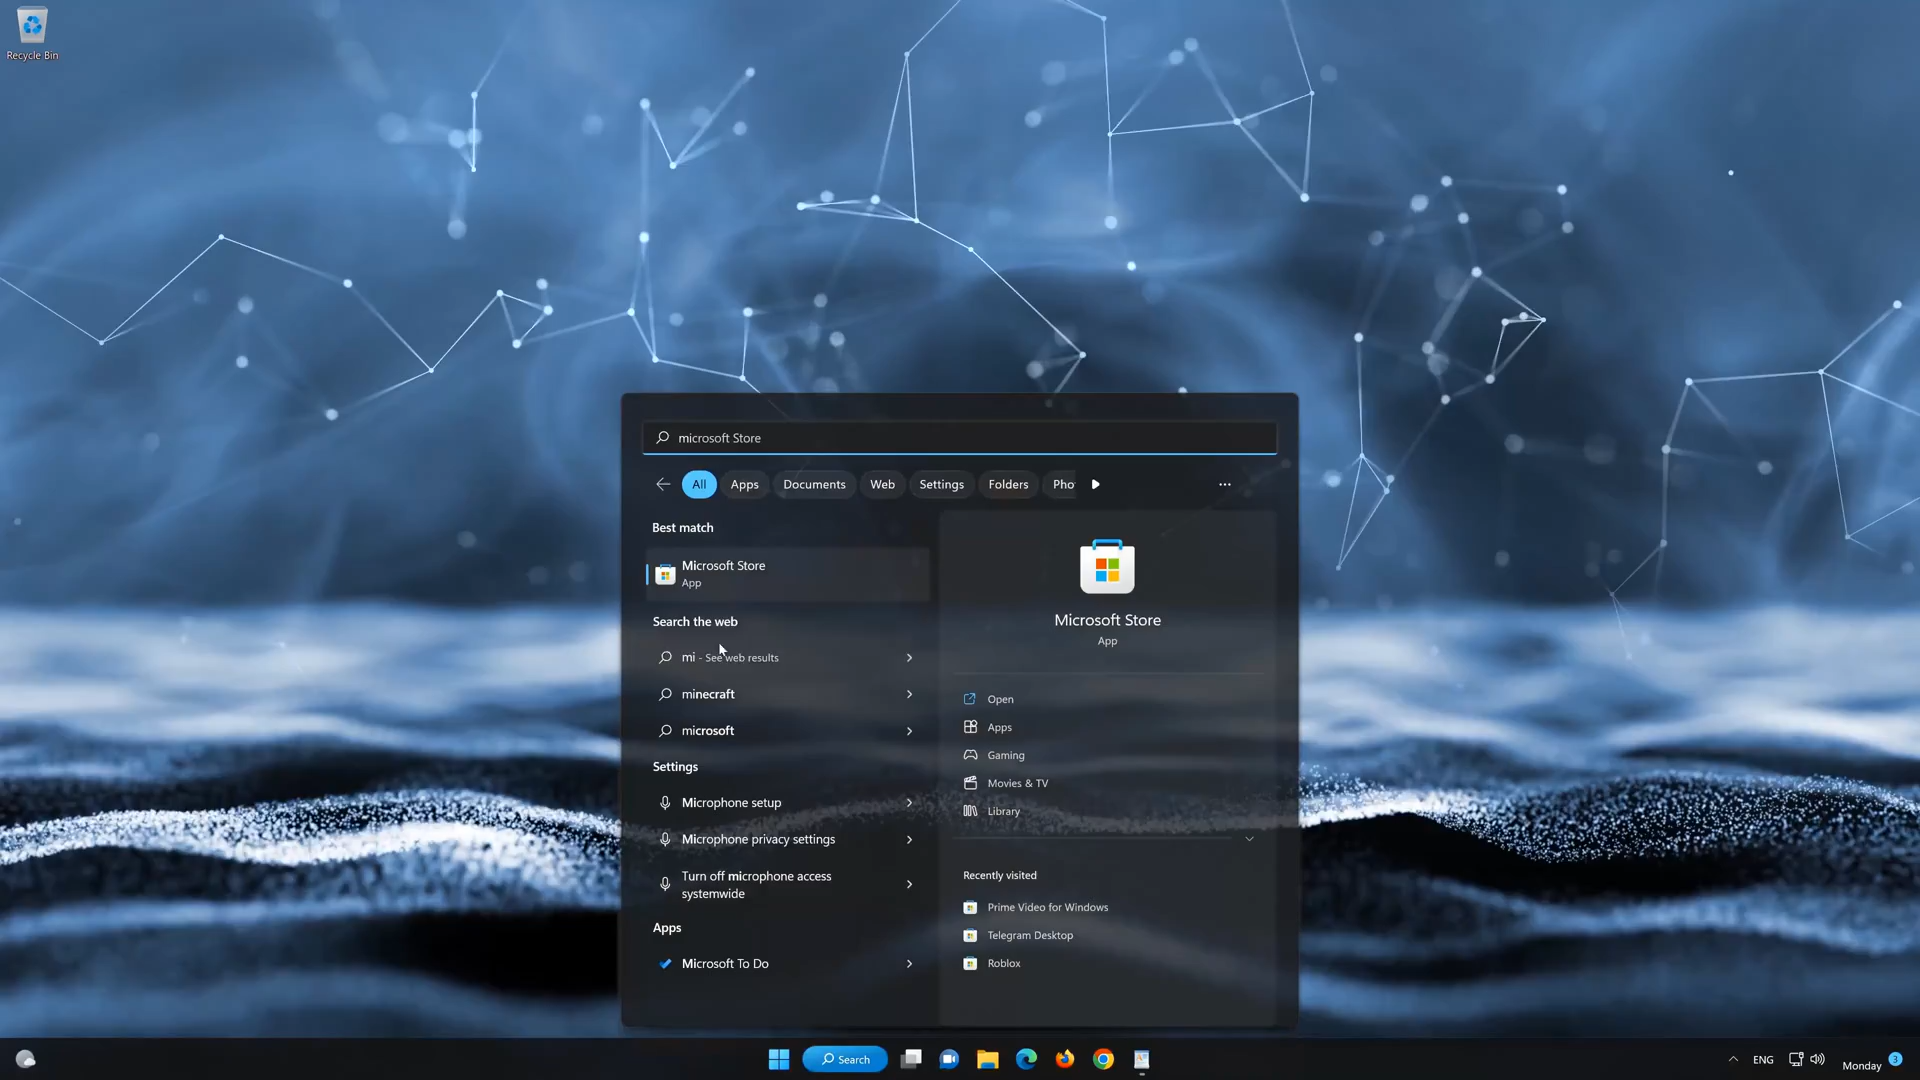 Recycle Bin
microsoft Store
All Apps Documents Web Settings Folders Pho ...
Best match
Microsoft Store
App
Search the web
mi - See web results
minecraft
microsoft
Settings
Microphone setup
Microphone privacy settings
Turn off microphone access
systemwide
Apps
Microsoft To Do
Microsoft Store
App
Open
Apps
Gaming
Movies & TV
Library
Recently visited
Prime Video for Windows
Telegram Desktop
Roblox
Search
ENG
Monday 3